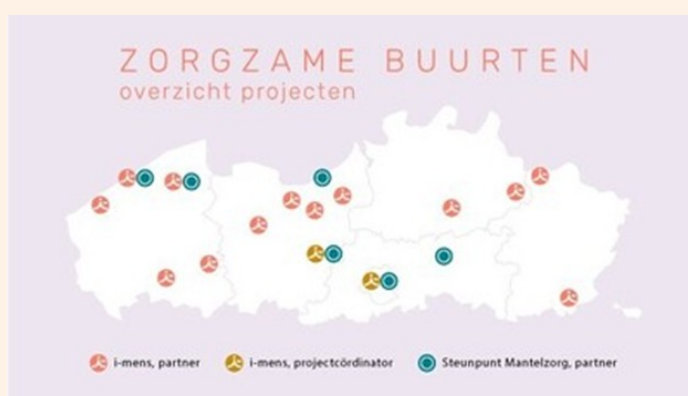 ZORGZAME BUURTEN
overzicht projecten
i-mens, partner
i-mens, projectcördinator
Steunpunt Mantelzorg, partner